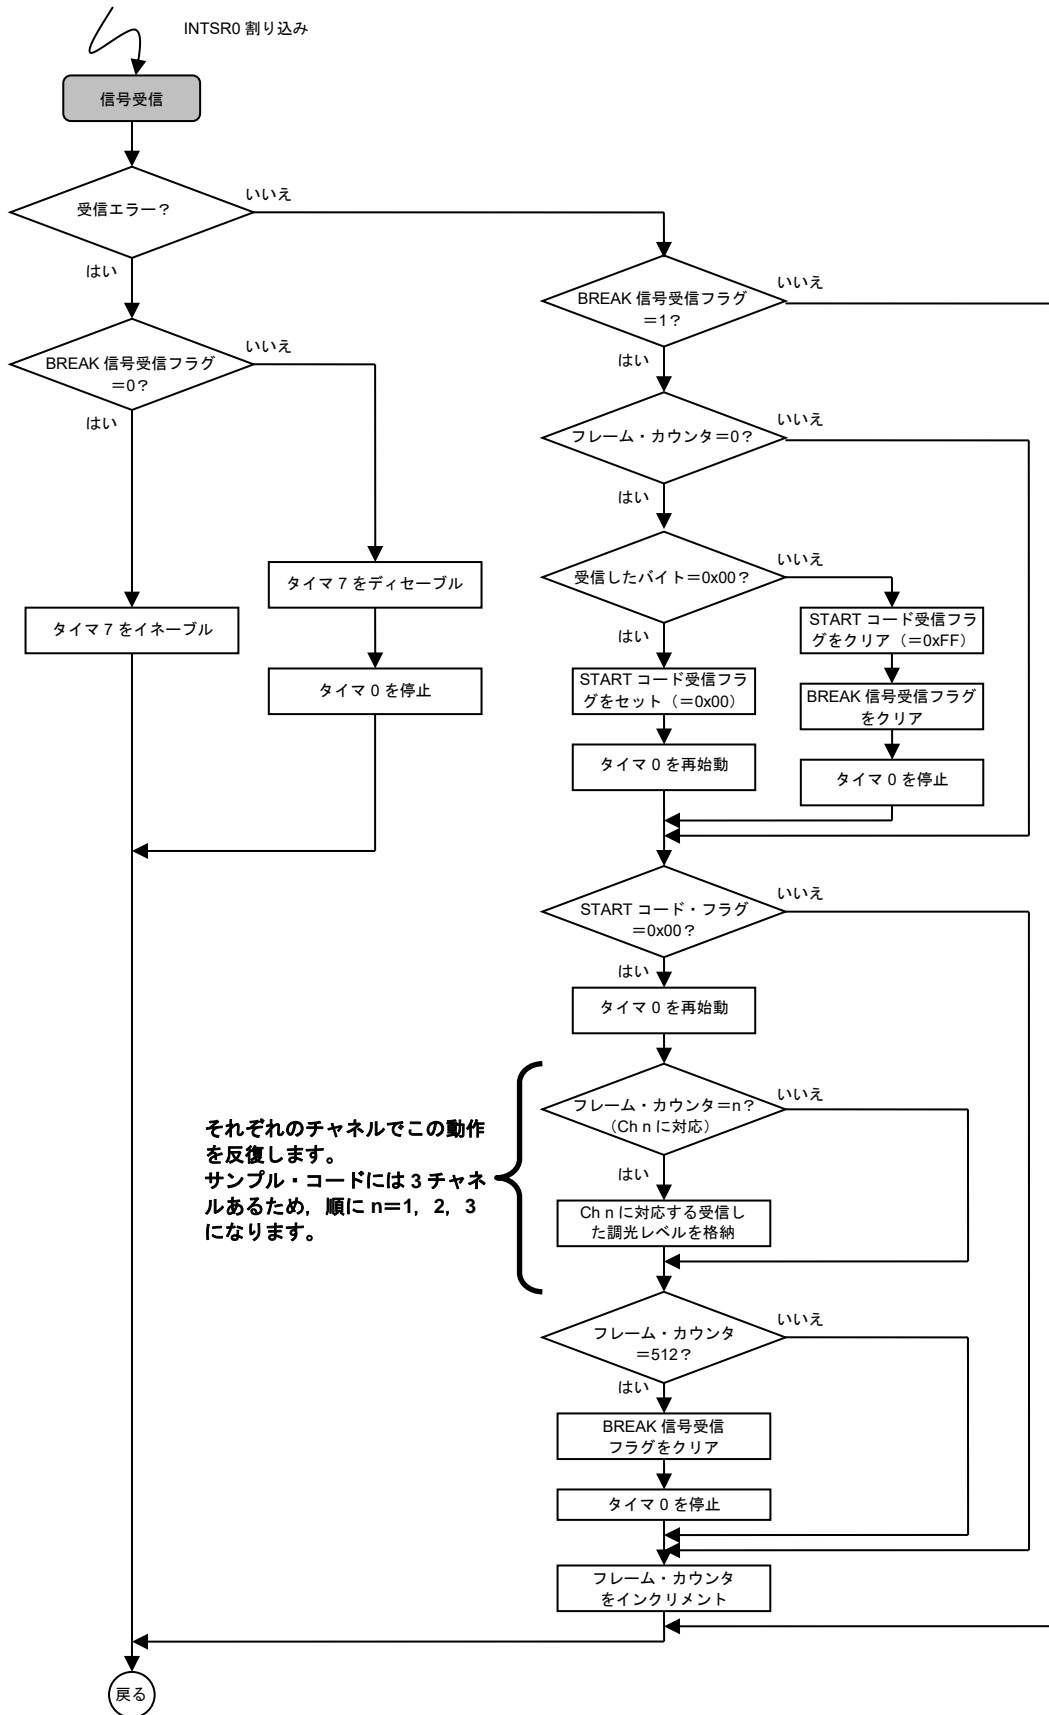 INTSR0 割り込み
信号受信
受信エラー？
いいえ
はい
BREAK 信号受信フラグ
＝0？
いいえ
はい
タイマ 7 をディセーブル
タイマ 7 をイネーブル
タイマ 0 を停止
BREAK 信号受信フラグ
＝1？
いいえ
はい
フレーム・カウンタ＝0？
いいえ
はい
受信したバイト＝0x00？
いいえ
はい
START コード受信フラ
グをクリア（＝0xFF）
START コード受信フラ
グをセット（＝0x00）
BREAK 信号受信フラグ
をクリア
タイマ 0 を再始動
タイマ 0 を停止
START コード・フラグ
＝0x00？
いいえ
はい
タイマ 0 を再始動
フレーム・カウンタ＝n？
（Ch n に対応）
いいえ
はい
それぞれのチャネルでこの動作
を反復します。
サンプル・コードには 3 チャネ
ルあるため，順に n＝1，2，3
になります。
Ch n に対応する受信し
た調光レベルを格納
フレーム・カウンタ
＝512？
いいえ
はい
BREAK 信号受信
フラグをクリア
タイマ 0 を停止
フレーム・カウンタ
をインクリメント
戻る